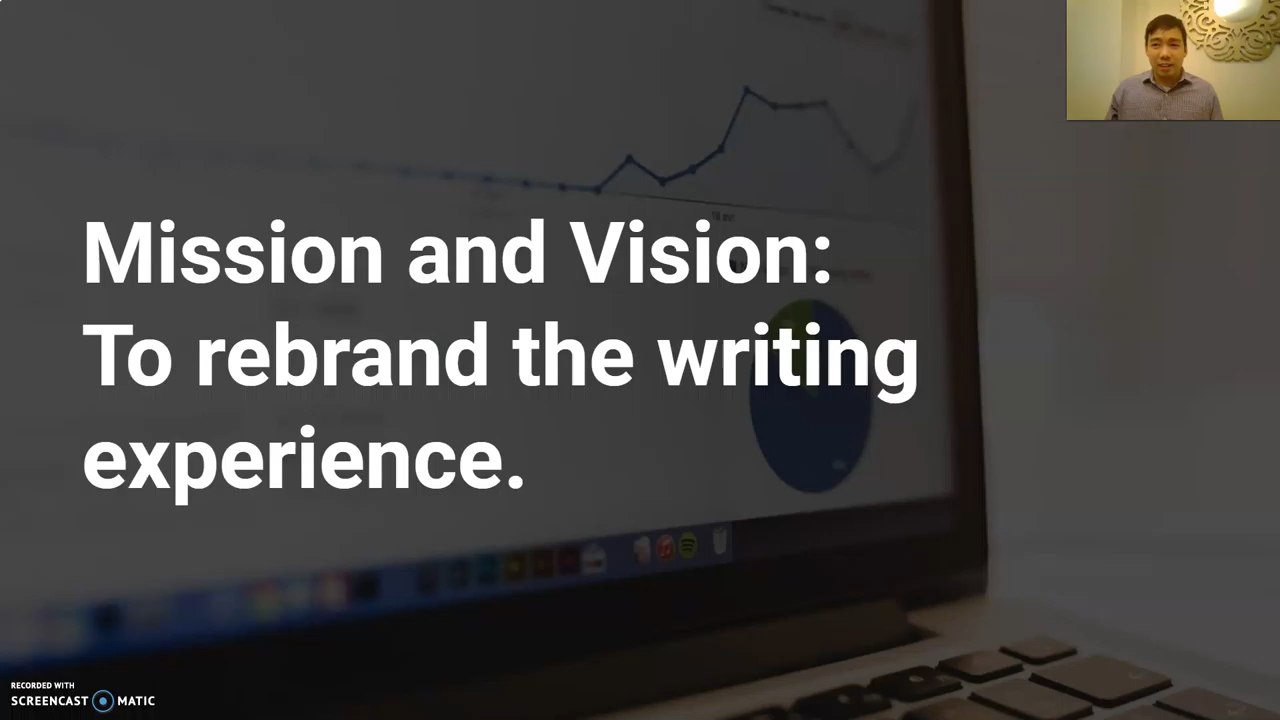 Mission and Vision:
To rebrand the writing
experience.
RECORDED WITH
SCREENCAST MATIC